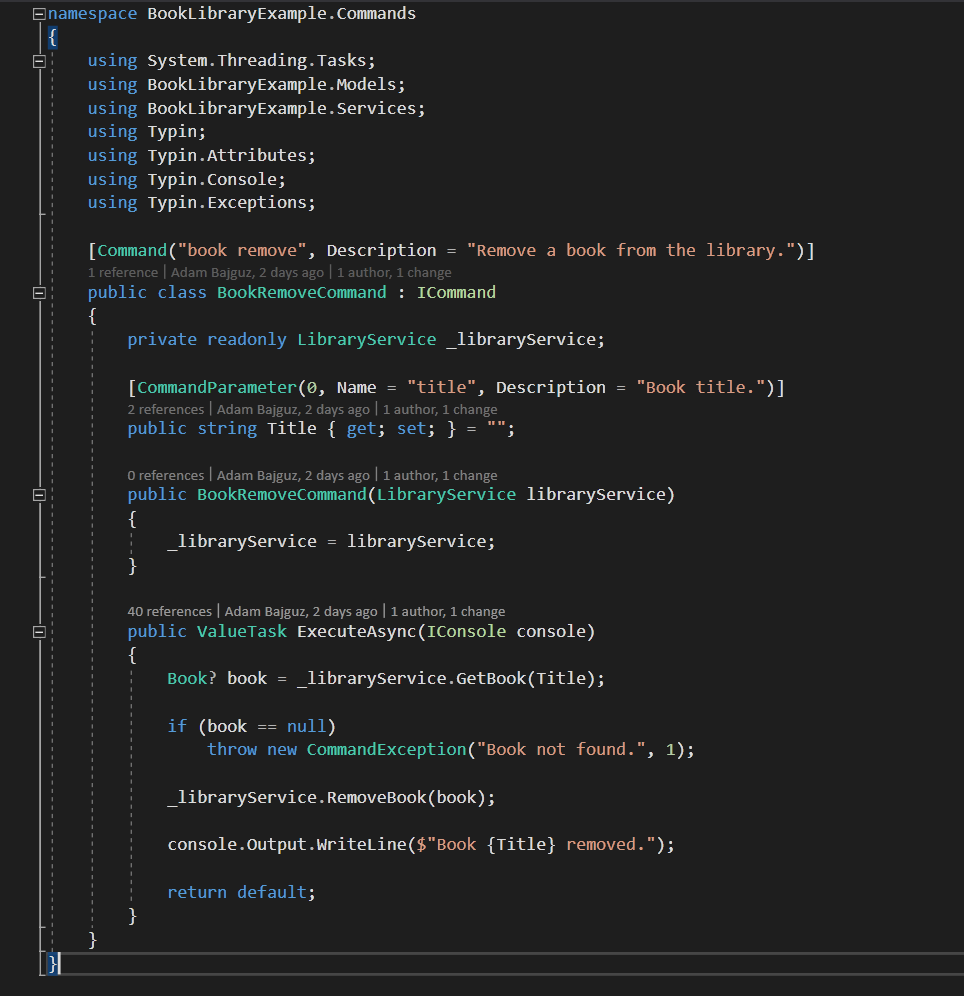 namespace BookLibraryExample.Commands
{
using System.Threading.Tasks;
using BookLibraryExample.Models;
using BookLibraryExample.Services;
using Typin;
using Typin.Attributes;
using Typin.Console;
using Typin.Exceptions;
[Command("book remove", Description = "Remove a book from the library.")]
1 reference | Adam Bajguz, 2 days ago | 1 author, 1 change
public class BookRemoveCommand : ICommand
{
private readonly LibraryService _libraryService;
[CommandParameter(0, Name = "title", Description = "Book title.")]
2 references | Adam Bajguz, 2 days ago | 1 author, 1 change
public string Title { get; set; } = "";
0 references | Adam Bajguz, 2 days ago | 1 author, 1 change
public BookRemoveCommand(LibraryService libraryService)
{
_libraryService = libraryService;
}
40 references | Adam Bajguz, 2 days ago | 1 author, 1 change
public ValueTask ExecuteAsync(IConsole console)
{
Book? book = _libraryService.GetBook(Title);
if (book == null)
throw new CommandException("Book not found.", 1);
_libraryService.RemoveBook(book);
console.Output.WriteLine($"Book {Title} removed.");
return default;
}
}
}